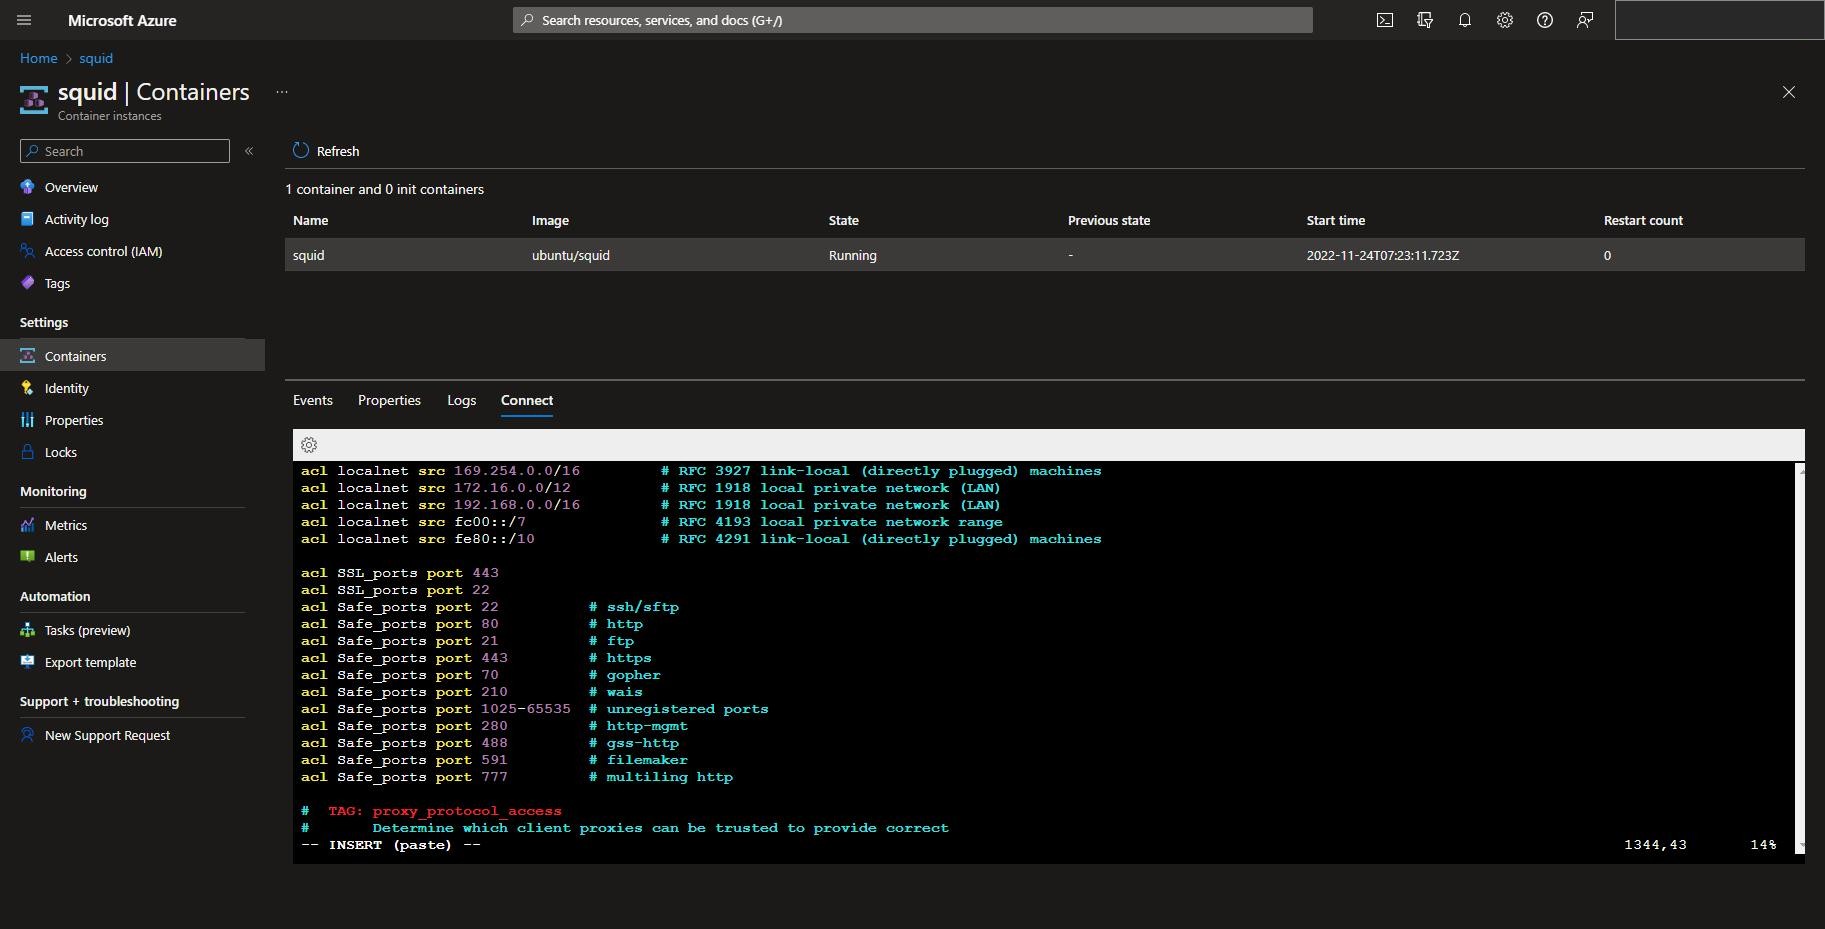 Microsoft Azure
Search resources, services, and docs (G+/)
Home > squid
squid | Containers ...
Container instances
Search «
Refresh
Overview
Activity log
Access control (IAM)
Tags
Settings
Containers
Identity
Properties
Locks
Monitoring
Metrics
Alerts
Automation
Tasks (preview)
Export template
Support + troubleshooting
New Support Request
1 container and 0 init containers
Name Image State Previous state Start time Restart count
squid ubuntu/squid Running - 2022-11-24T07:23:11.723Z 0
Events Properties Logs Connect
acl localnet src 169.254.0.0/16 # RFC 3927 link-local (directly plugged) machines
acl localnet src 172.16.0.0/12 # RFC 1918 local private network (LAN)
acl localnet src 192.168.0.0/16 # RFC 1918 local private network (LAN)
acl localnet src fc00::/7 # RFC 4193 local private network range
acl localnet src fe80::/10 # RFC 4291 link-local (directly plugged) machines
acl SSL_ports port 443
acl SSL_ports port 22
acl Safe_ports port 22 # ssh/sftp
acl Safe_ports port 80 # http
acl Safe_ports port 21 # ftp
acl Safe_ports port 443 # https
acl Safe_ports port 70 # gopher
acl Safe_ports port 210 # wais
acl Safe_ports port 1025-65535 # unregistered ports
acl Safe_ports port 280 # http-mgmt
acl Safe_ports port 488 # gss-http
acl Safe_ports port 591 # filemaker
acl Safe_ports port 777 # multiling http
# TAG: proxy_protocol_access
# Determine which client proxies can be trusted to provide correct
-- INSERT (paste) -- 1344,43 14%